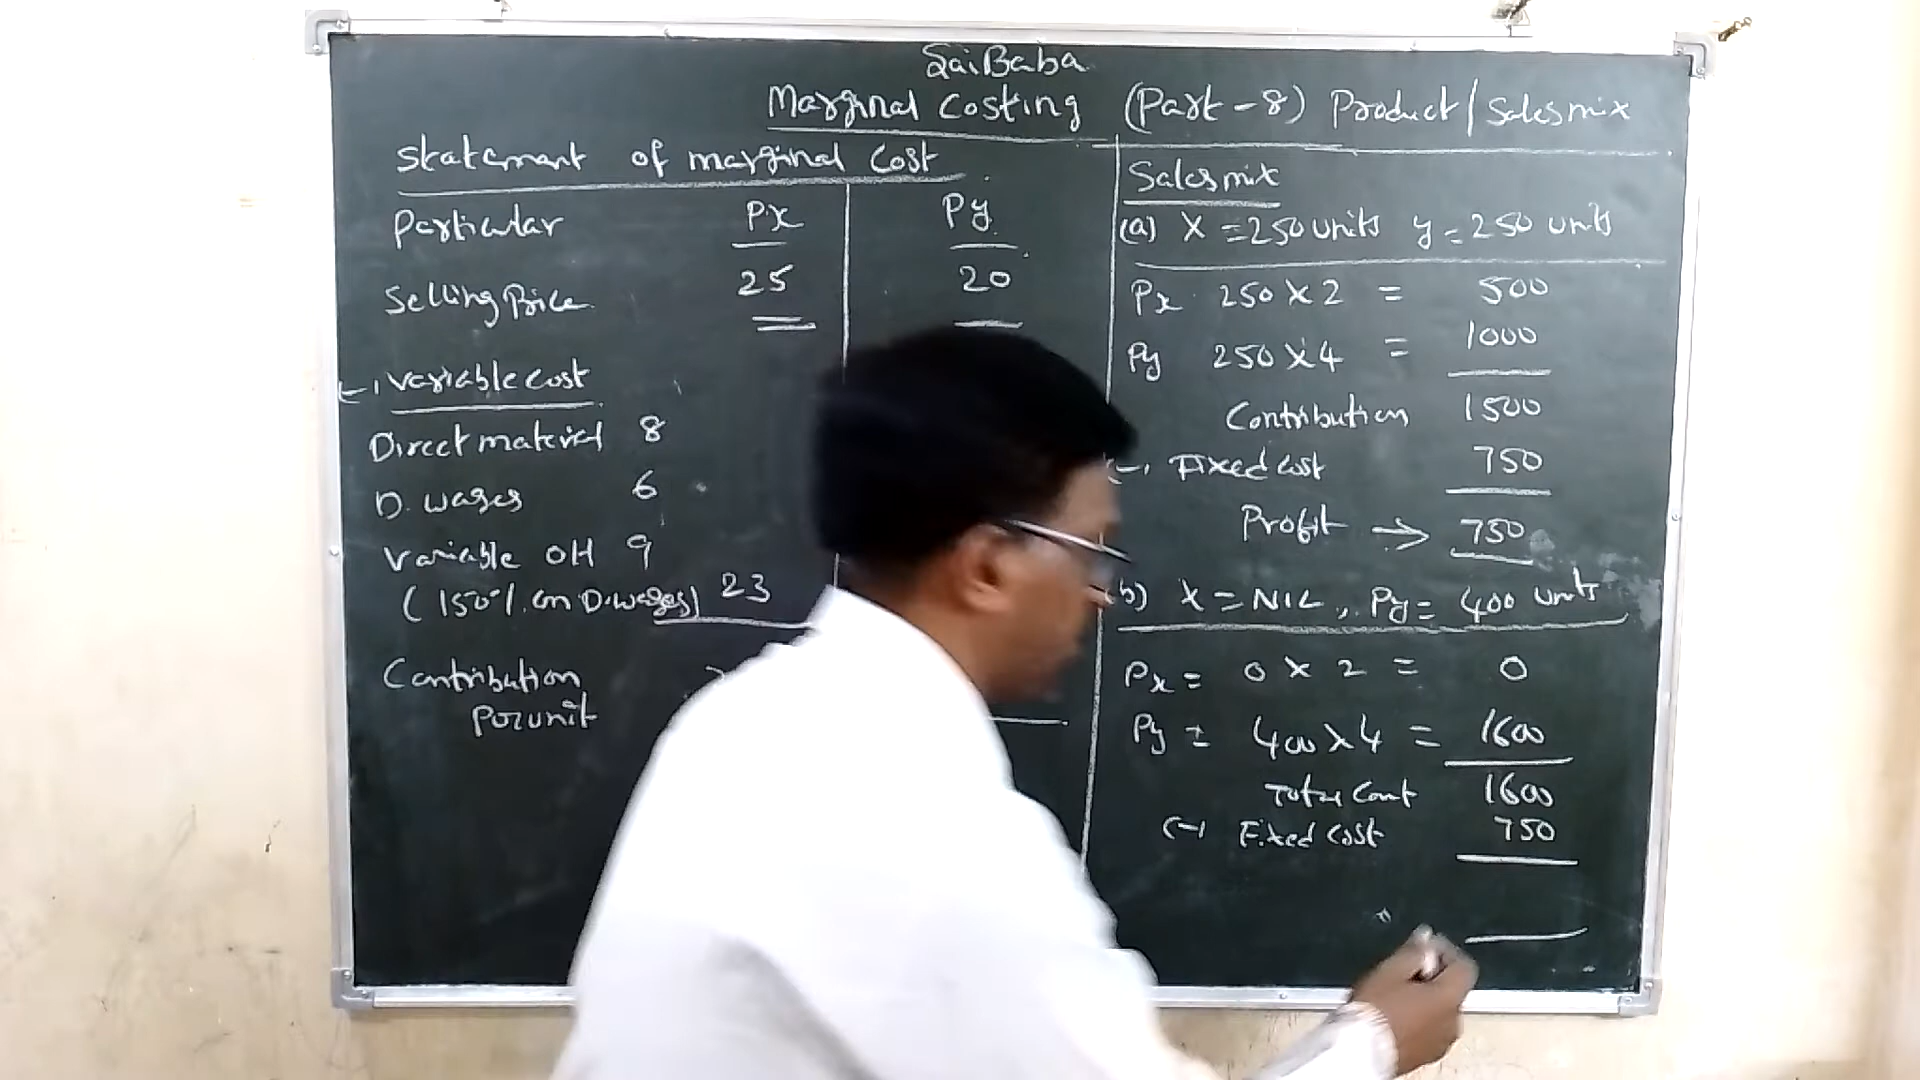 SaiBaba
Marginal Costing (Part-8) Product/Salesmix
Statement of marginal Cost
Particular Px Py
Selling Price 25 20
(-) Variable Cost
Direct material 8
D. wages 6
Variable OH 9
(150% on D.wages) 23
Contribution
Per unit
Salesmix
(a) X = 250 units y = 250 units
Px 250 X 2 = 500
Py 250 X 4 = 1000
Contribution 1500
(-) Fixed Cost 750
Profit → 750
(b) X = NIL, Py = 400 units
Px = 0 X 2 = 0
Py = 400 X 4 = 1600
Total Cont 1600
(-) Fixed Cost 750